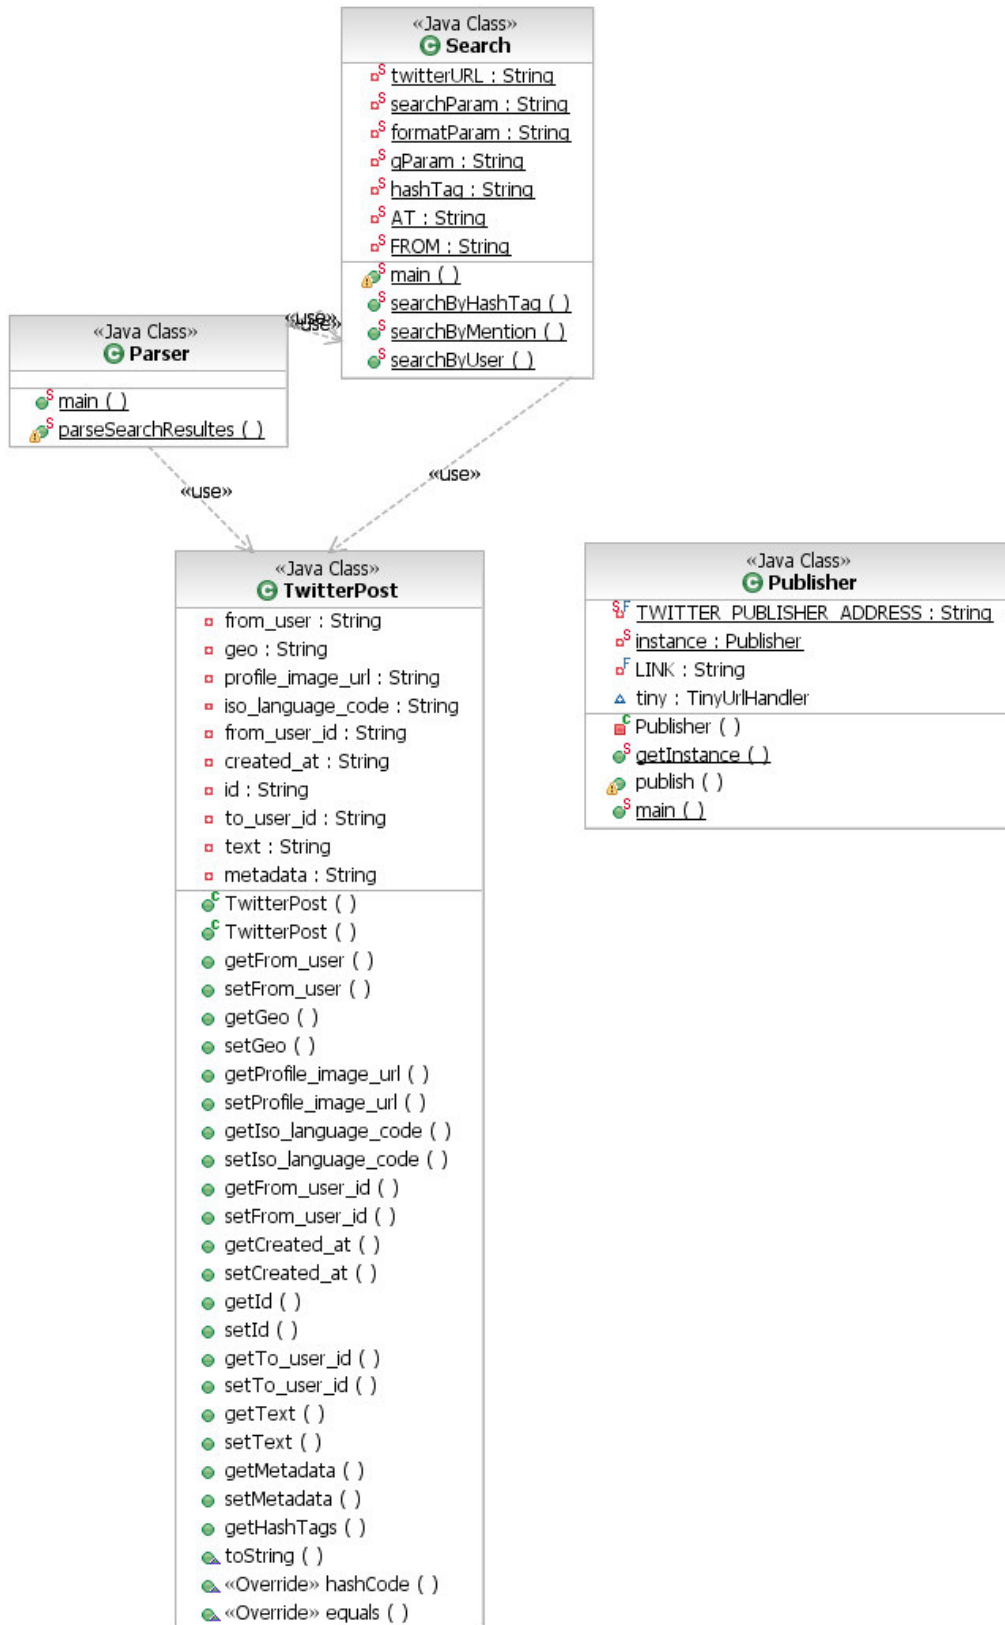 «Java Class»
Search
twitterURL : String
searchParam : String
formatParam : String
qParam : String
hashTag : String
AT : String
FROM : String
main ( )
searchByHashTag ( )
searchByMention ( )
searchByUser ( )
«use»
«use»
«Java Class»
Parser
main ( )
parseSearchResultes ( )
«use»
«use»
«Java Class»
TwitterPost
from_user : String
geo : String
profile_image_url : String
iso_language_code : String
from_user_id : String
created_at : String
id : String
to_user_id : String
text : String
metadata : String
TwitterPost ( )
TwitterPost ( )
getFrom_user ( )
setFrom_user ( )
getGeo ( )
setGeo ( )
getProfile_image_url ( )
setProfile_image_url ( )
getIso_language_code ( )
setIso_language_code ( )
getFrom_user_id ( )
setFrom_user_id ( )
getCreated_at ( )
setCreated_at ( )
getId ( )
setId ( )
getTo_user_id ( )
setTo_user_id ( )
getText ( )
setText ( )
getMetadata ( )
setMetadata ( )
getHashTags ( )
toString ( )
«Override» hashCode ( )
«Override» equals ( )
«Java Class»
Publisher
TWITTER_PUBLISHER_ADDRESS : String
instance : Publisher
LINK : String
tiny : TinyUrlHandler
Publisher ( )
getInstance ( )
publish ( )
main ( )